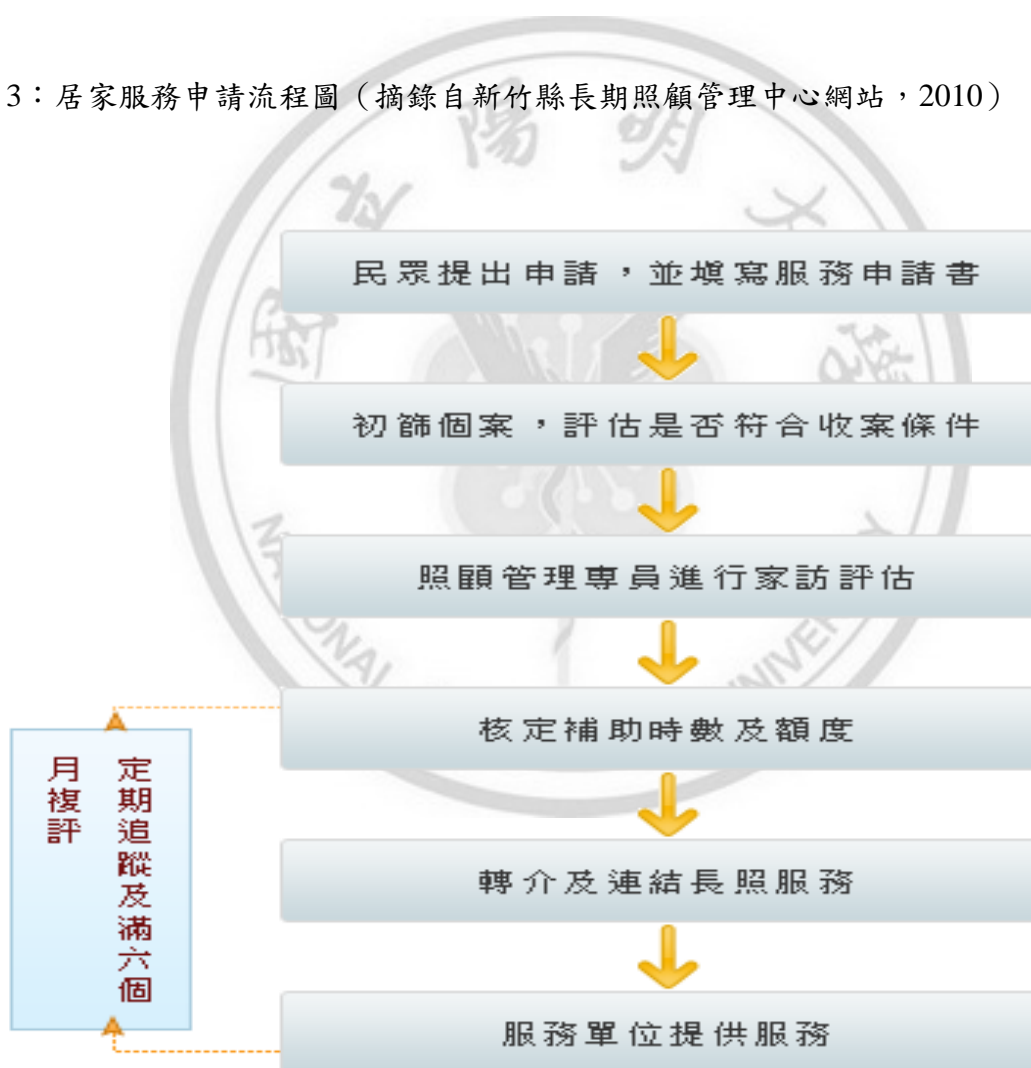 3：居家服務申請流程圖（摘錄自新竹縣長期照顧管理中心網站，2010）
民眾提出申請，並填寫服務申請書
初篩個案，評估是否符合收案條件
照顧管理專員進行家訪評估
核定補助時數及額度
定期追蹤及滿六個
月複評
轉介及連結長照服務
服務單位提供服務